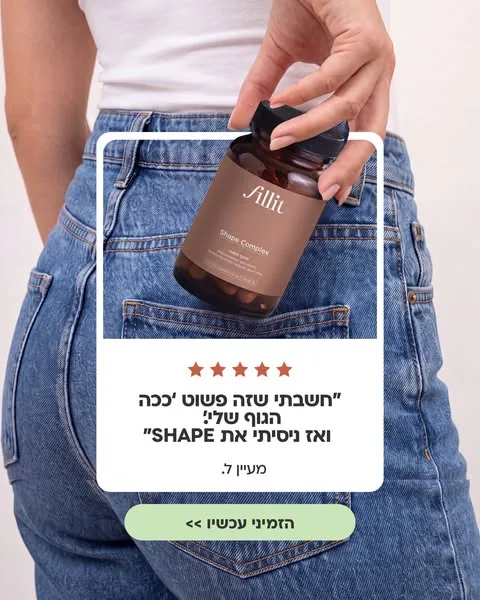 fillit
Shape Complex
"חשבתי שזה פשוט 'ככה
הגוף שלי'.
ואז ניסיתי את SHAPE"
מעיין ל.
הזמיני עכשיו >>